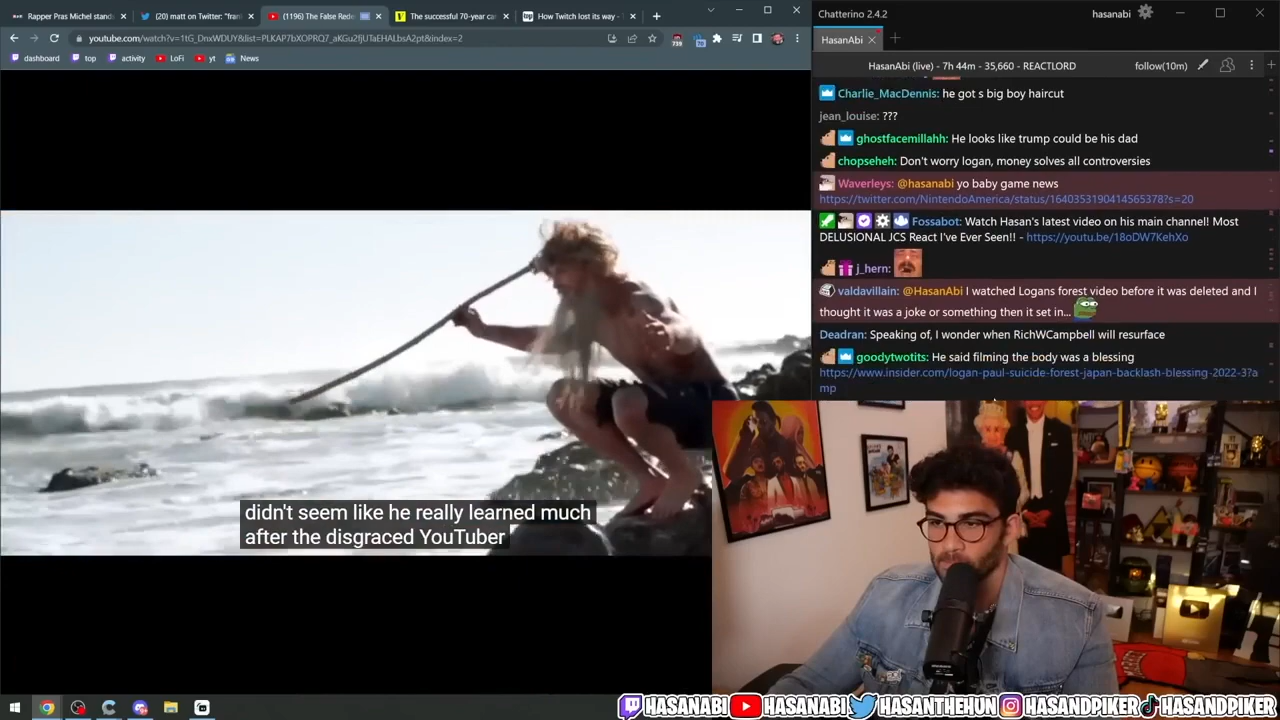 Rapper Pras Michel stand
(20) matt on Twitter: "fran
(1196) The False Rede
The successful 70-year ca
How Twitch lost its way -
youtube.com/watch?v=1tG_DnxWDUY&list=PLKAP7bXOPRQ7_aKGu2fjUTaEHALbsA2pt&index=2
dashboard
top
activity
LoFi
yt
News
didn't seem like he really learned much
after the disgraced YouTuber
Chatterino 2.4.2
hasanabi
HasanAbi
HasanAbi (live) - 7h 44m - 35,660 - REACTLORD
follow(10m)
Charlie_MacDennis: he got s big boy haircut
jean_louise: ???
ghostfacemillahh: He looks like trump could be his dad
chopseheh: Don't worry logan, money solves all controversies
Waverleys: @hasanabi yo baby game news
https://twitter.com/NintendoAmerica/status/1640353190414565378?s=20
Fossabot: Watch Hasan's latest video on his main channel! Most
DELUSIONAL JCS React I've Ever Seen!! - https://youtu.be/18oDW7KehXo
j_hern:
valdavillain: @HasanAbi I watched Logans forest video before it was deleted and I
thought it was a joke or something then it set in...
Deadran: Speaking of, I wonder when RichWCampbell will resurface
goodytwotits: He said filming the body was a blessing
https://www.insider.com/logan-paul-suicide-forest-japan-backlash-blessing-2022-3?a
mp
HASANABI
HASANABI
HASANTHEHUN
HASANDPIKER
HASANDPIKER